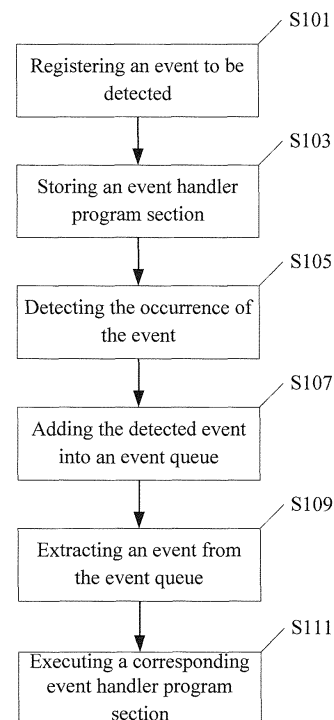 S101
Registering an event to be
detected
S103
Storing an event handler
program section
S105
Detecting the occurrence of
the event
S107
Adding the detected event
into an event queue
S109
Extracting an event from
the event queue
S111
Executing a corresponding
event handler program
section